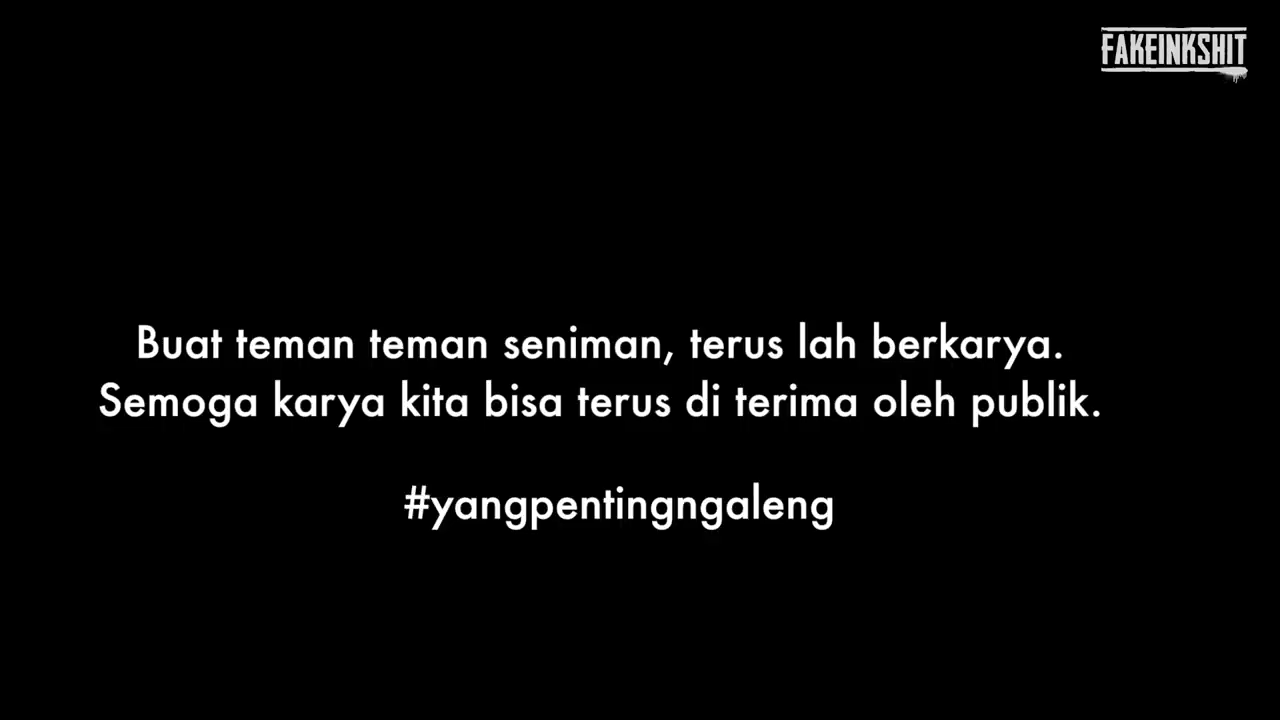 FAKEINKSHIT
Buat teman teman seniman, terus lah berkarya.
Semoga karya kita bisa terus di terima oleh publik.
#yangpentingngaleng